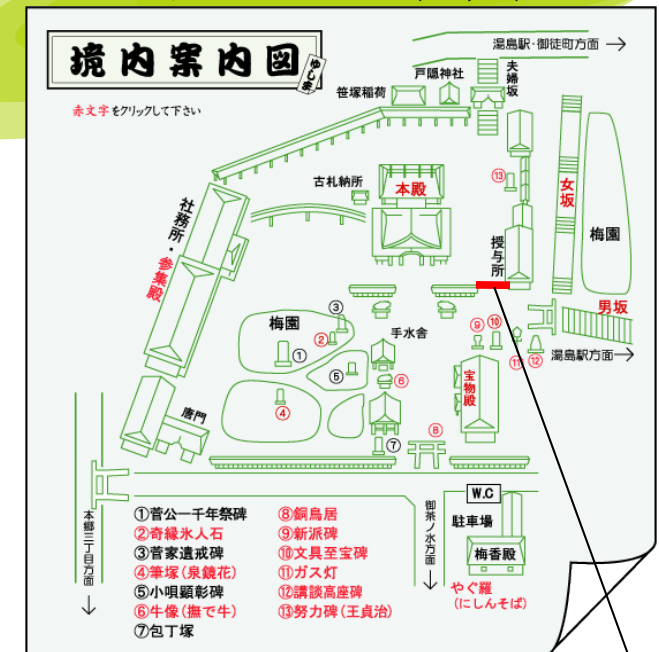 境内案内図
ゆしま
赤文字をクリックして下さい
湯島駅・御徒町方面 →
夫婦坂
戸隠神社
笹塚稲荷
古札納所
本殿
⑬
女坂
梅園
社務所・参集殿
授与所
男坂
梅園
③
②
①
手水舎
⑨
⑩
⑪
⑫
湯島駅方面→
⑤
⑥
宝物殿
④
唐門
⑦
⑧
本郷三丁目方面
↓
御茶ノ水方面
↓
W.C
駐車場
梅香殿
やぐ羅
(にしんそば)
①菅公一千年祭碑
②奇縁氷人石
③菅家遺戒碑
④筆塚(泉鏡花)
⑤小唄顕彰碑
⑥牛像(撫で牛)
⑦包丁塚
⑧銅鳥居
⑨新派碑
⑩文具至宝碑
⑪ガス灯
⑫講談高座碑
⑬努力碑(王貞治)